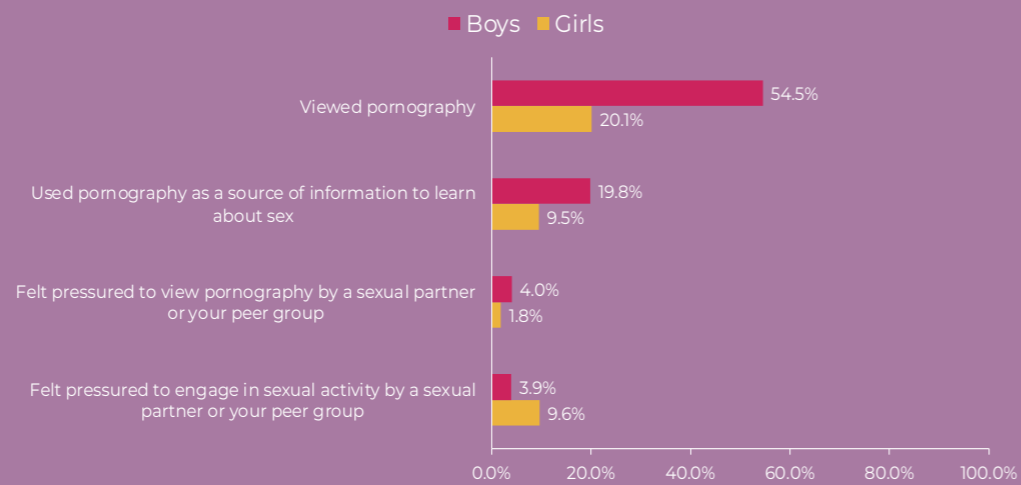 Boys Girls
Viewed pornography
54.5%
20.1%
Used pornography as a source of information to learn
about sex
19.8%
9.5%
Felt pressured to view pornography by a sexual partner
or your peer group
4.0%
1.8%
Felt pressured to engage in sexual activity by a sexual
partner or your peer group
3.9%
9.6%
0.0% 20.0% 40.0% 60.0% 80.0% 100.0%